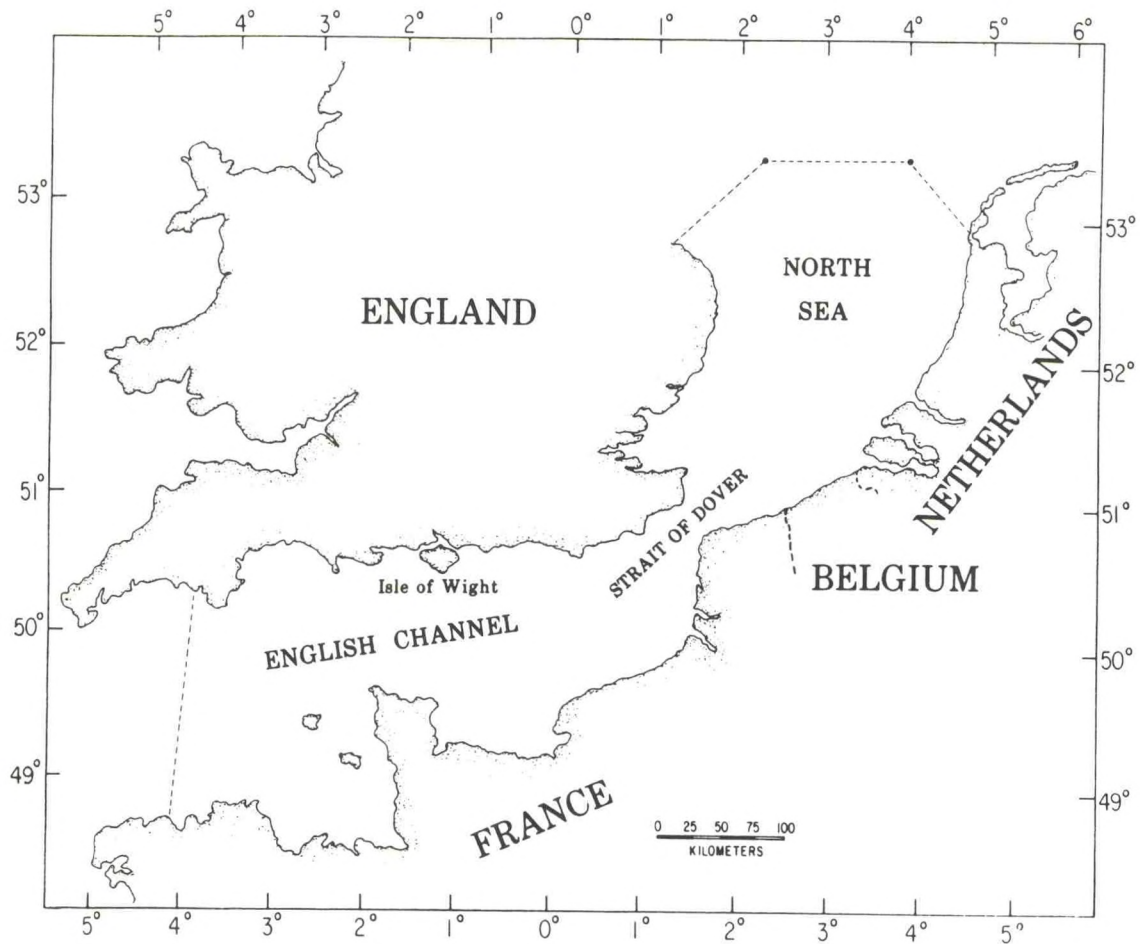 5° 4° 3° 2° 1° 0° 1° 2° 3° 4° 5° 6°
53°
53°
NORTH
SEA
ENGLAND
52°
52°
NETHERLANDS
51°
51°
STRAIT OF DOVER
BELGIUM
Isle of Wight
50°
50°
ENGLISH CHANNEL
49°
49°
FRANCE
0 25 50 75 100
KILOMETERS
5° 4° 3° 2° 1° 0° 1° 2° 3° 4° 5°